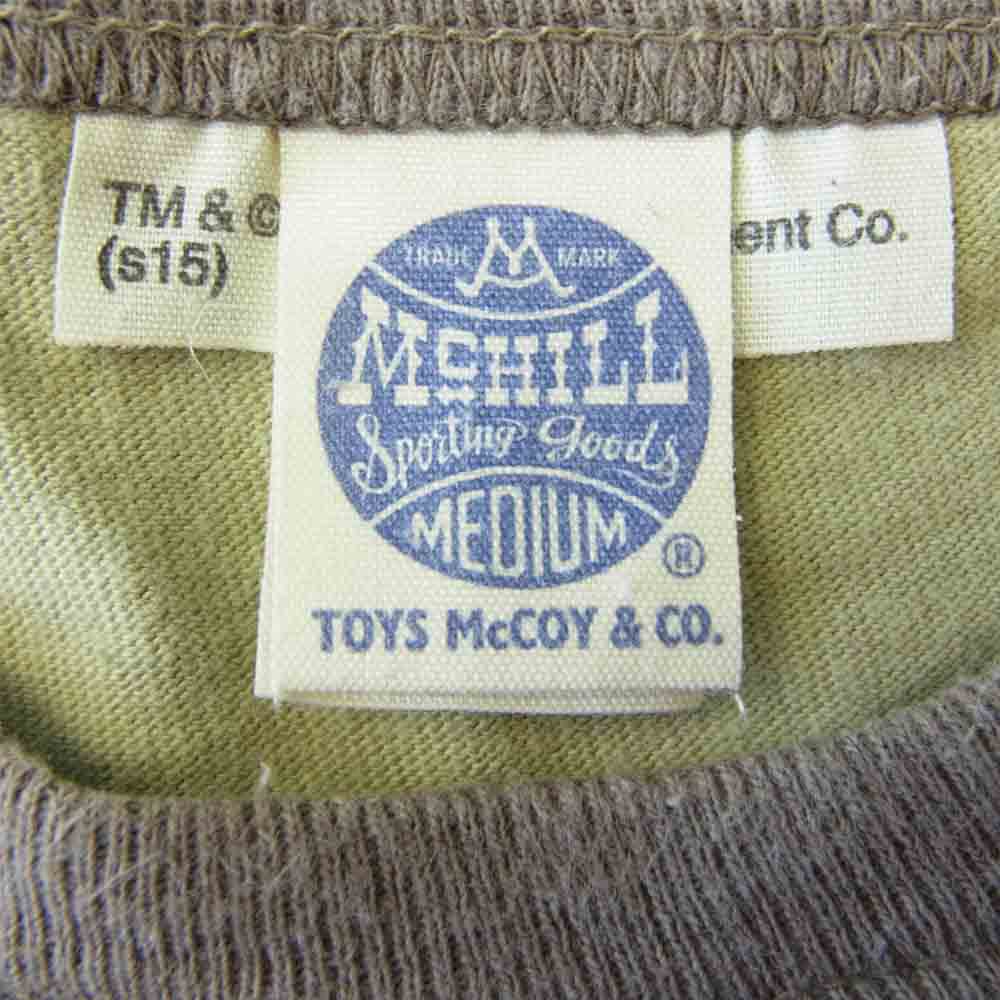 TM & ©
ent Co.
(s15)
TRADE MARK
McHILL
Sporting Goods
MEDIUM
®
TOYS McCOY & CO.